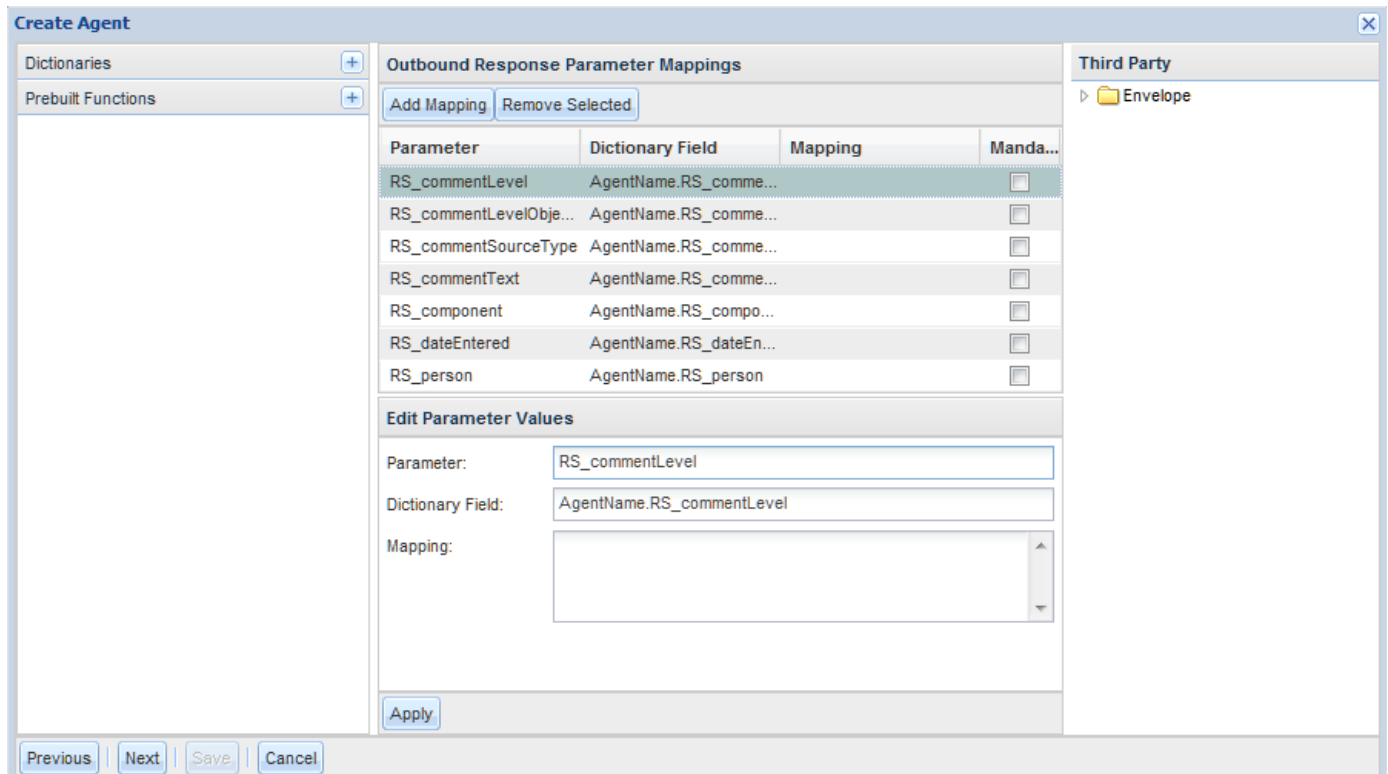 Create Agent
Dictionaries
Prebuilt Functions
Outbound Response Parameter Mappings
Add Mapping Remove Selected
Parameter Dictionary Field Mapping Manda...
RS_commentLevel AgentName.RS_comme...
RS_commentLevelObje... AgentName.RS_comme...
RS_commentSourceType AgentName.RS_comme...
RS_commentText AgentName.RS_comme...
RS_component AgentName.RS_compo...
RS_dateEntered AgentName.RS_dateEn...
RS_person AgentName.RS_person
Edit Parameter Values
Parameter: RS_commentLevel
Dictionary Field: AgentName.RS_commentLevel
Mapping:
Apply
Third Party
Envelope
Previous Next Save Cancel